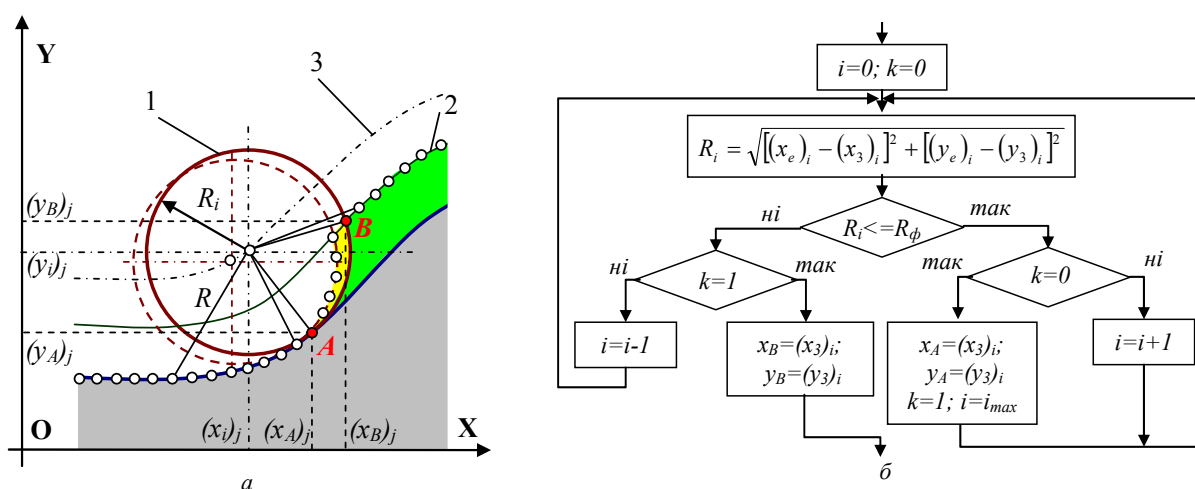 Y
1
3
2
R_i
(y_B)_j
B
(y_i)_j
R
(y_A)_j
A
O
(x_i)_j
(x_A)_j
(x_B)_j
X
а
i=0; k=0
R_i = √[(x_e)_i − (x_3)_i]² + [(y_e)_i − (y_3)_i]²
ні
R_i<=R_ф
так
ні
k=1
так
так
k=0
ні
i=i-1
x_B=(x_3)_i;
y_B=(y_3)_i
x_A=(x_3)_i;
y_A=(y_3)_i
k=1; i=i_max
i=i+1
б